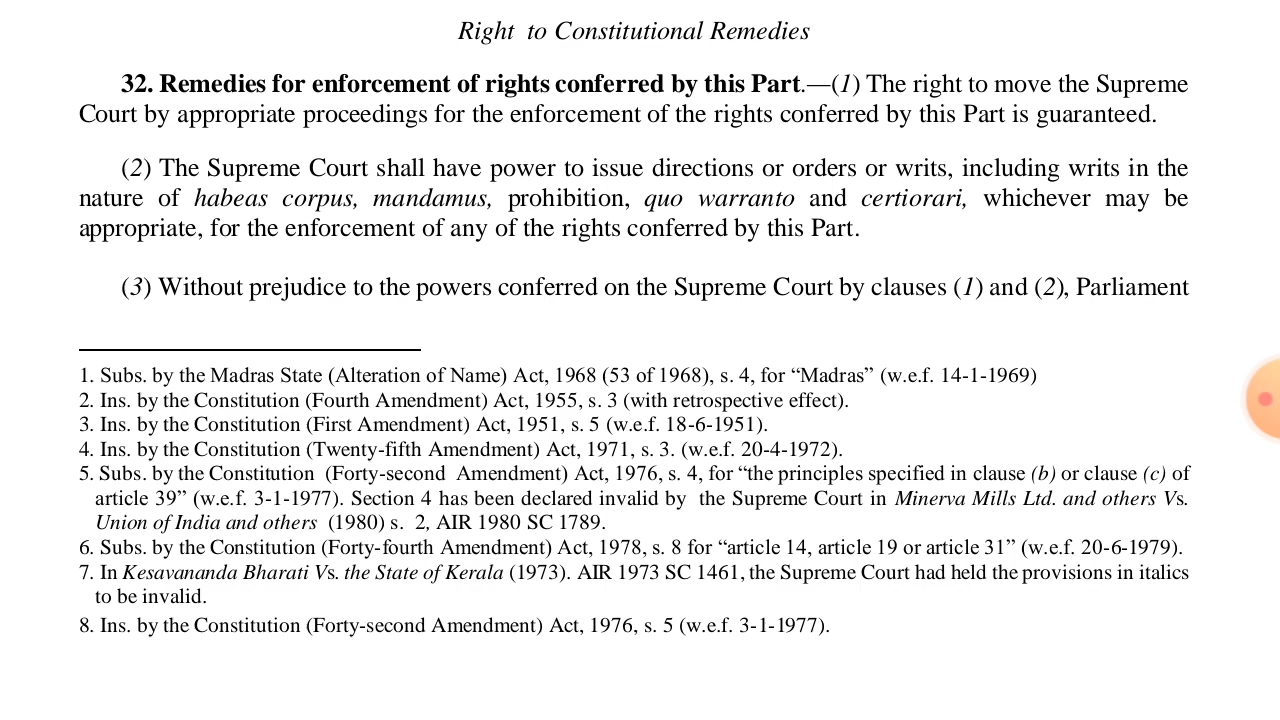 Right to Constitutional Remedies
32. Remedies for enforcement of rights conferred by this Part.—(1) The right to move the Supreme
Court by appropriate proceedings for the enforcement of the rights conferred by this Part is guaranteed.
(2) The Supreme Court shall have power to issue directions or orders or writs, including writs in the
nature of habeas corpus, mandamus, prohibition, quo warranto and certiorari, whichever may be
appropriate, for the enforcement of any of the rights conferred by this Part.
(3) Without prejudice to the powers conferred on the Supreme Court by clauses (1) and (2), Parliament
1. Subs. by the Madras State (Alteration of Name) Act, 1968 (53 of 1968), s. 4, for “Madras” (w.e.f. 14-1-1969)
2. Ins. by the Constitution (Fourth Amendment) Act, 1955, s. 3 (with retrospective effect).
3. Ins. by the Constitution (First Amendment) Act, 1951, s. 5 (w.e.f. 18-6-1951).
4. Ins. by the Constitution (Twenty-fifth Amendment) Act, 1971, s. 3. (w.e.f. 20-4-1972).
5. Subs. by the Constitution (Forty-second Amendment) Act, 1976, s. 4, for “the principles specified in clause (b) or clause (c) of
article 39” (w.e.f. 3-1-1977). Section 4 has been declared invalid by the Supreme Court in Minerva Mills Ltd. and others Vs.
Union of India and others (1980) s. 2, AIR 1980 SC 1789.
6. Subs. by the Constitution (Forty-fourth Amendment) Act, 1978, s. 8 for “article 14, article 19 or article 31” (w.e.f. 20-6-1979).
7. In Kesavananda Bharati Vs. the State of Kerala (1973). AIR 1973 SC 1461, the Supreme Court had held the provisions in italics
to be invalid.
8. Ins. by the Constitution (Forty-second Amendment) Act, 1976, s. 5 (w.e.f. 3-1-1977).